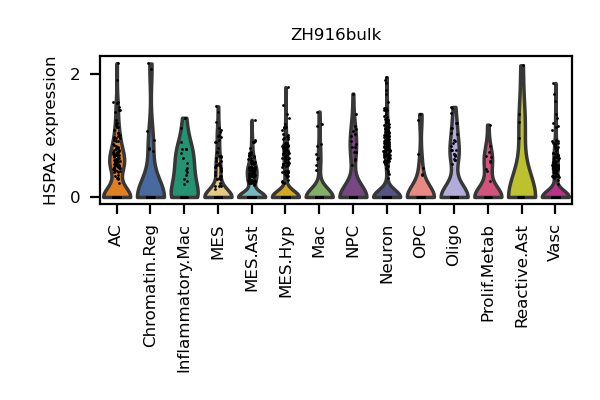 ZH916bulk
HSPA2 expression
2
0
AC
Chromatin.Reg
Inflammatory.Mac
MES
MES.Ast
MES.Hyp
Mac
NPC
Neuron
OPC
Oligo
Prolif.Metab
Reactive.Ast
Vasc